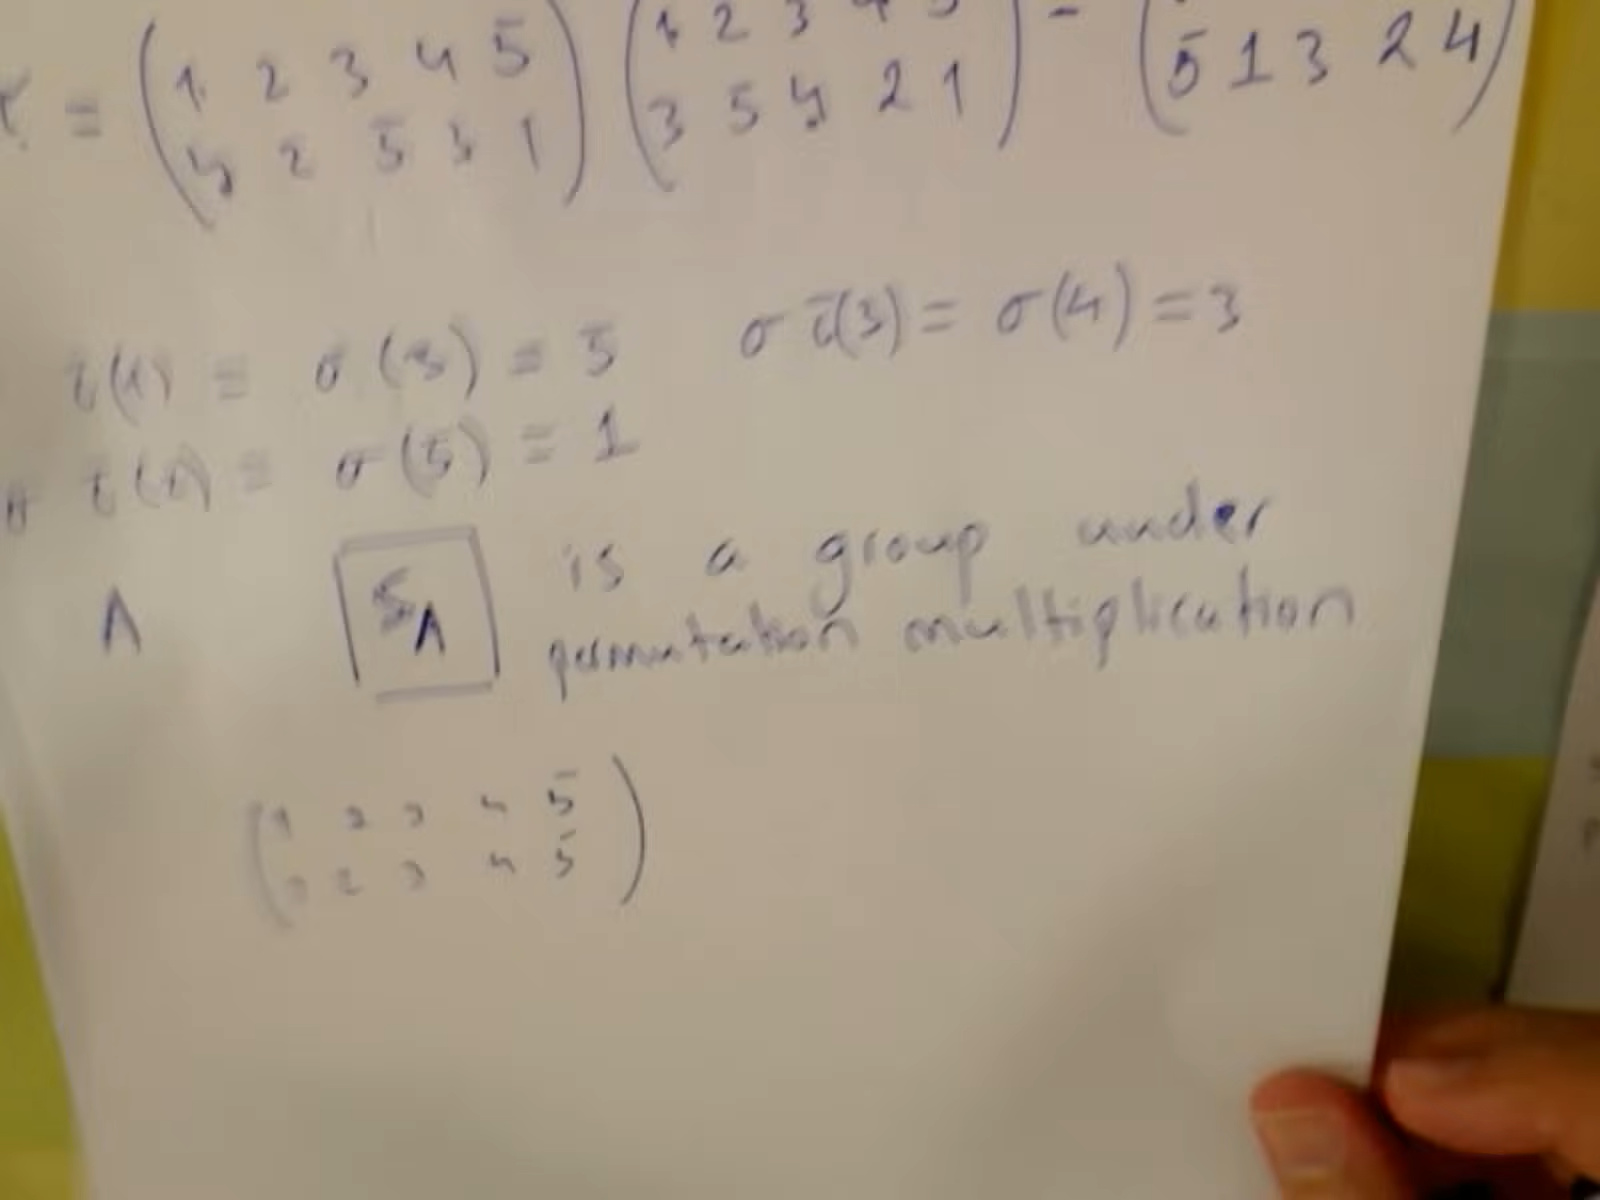 τ = ( 1 2 3 4 5 ) ( 1 2 3 4 5 ) = (
4 2 5 3 1 3 5 4 2 1 5 1 3 2 4 )
τ(1) = σ(3) = 5 στ(3) = σ(4) = 3
σ τ(2) = σ(5) = 1
A S_A is a group under
permutation multiplication
( 1 2 3 4 5 )
2 3 4 5